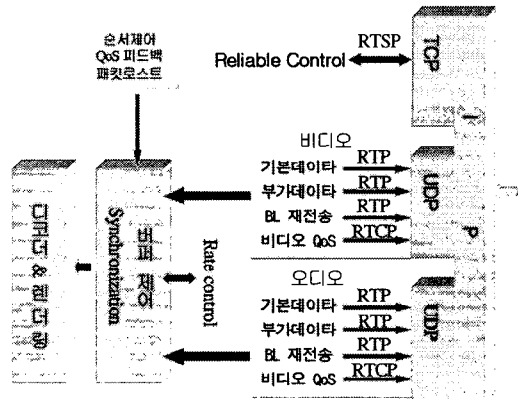 순서제어
QoS 피드백
패킷로스트
Reliable Control
RTSP
TCP
I
P
비디오
기본데이타 RTP
부가데이타 RTP
BL 재전송 RTP
비디오 QoS RTCP
UDP
버퍼 제어
Synchronization
Rate control
디코더 & 렌더링
오디오
기본데이타 RTP
부가데이타 RTP
BL 재전송 RTP
비디오 QoS RTCP
UDP